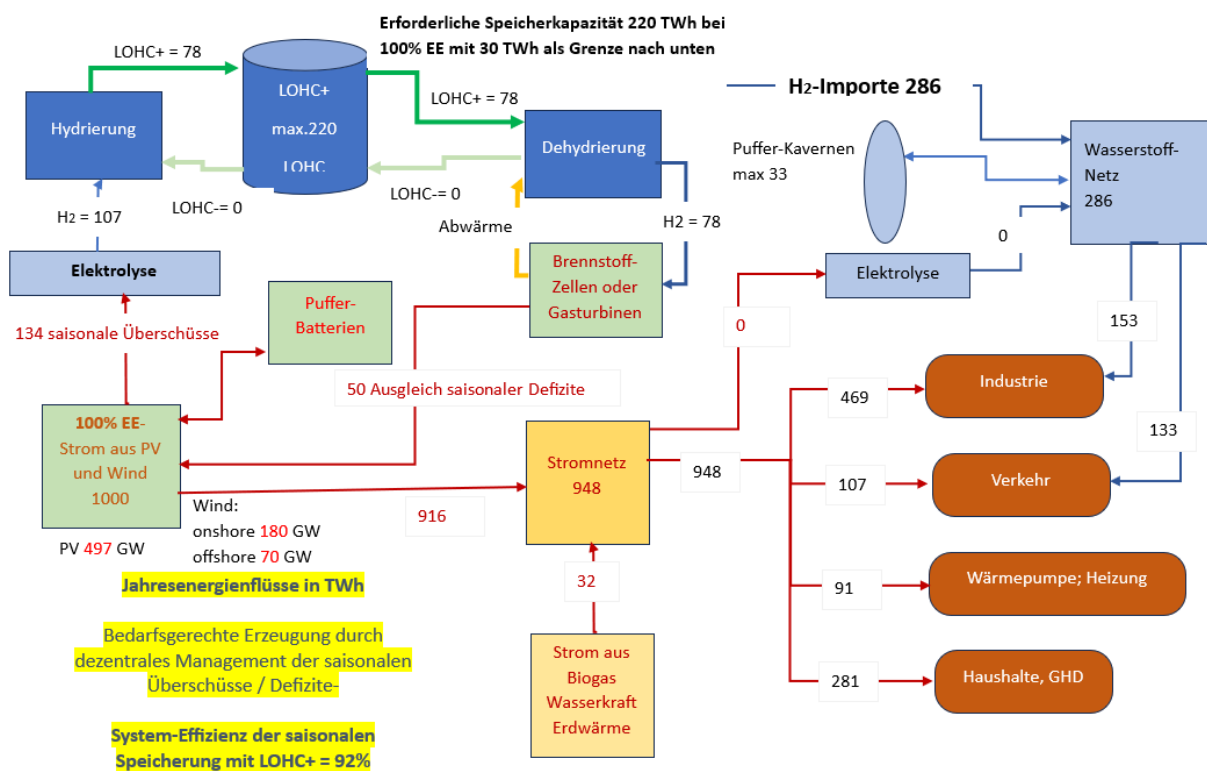 Erforderliche Speicherkapazität 220 TWh bei
100% EE mit 30 TWh als Grenze nach unten
LOHC+ = 78
LOHC+
max.220
LOHC
Hydrierung
LOHC+ = 78
Dehydrierung
LOHC-= 0
LOHC-= 0
H2 = 107
Abwärme
H2 = 78
H2-Importe 286
Puffer-Kavernen
max 33
Wasserstoff-
Netz
286
0
Elektrolyse
Elektrolyse
Brennstoff-
Zellen oder
Gasturbinen
Puffer-
Batterien
134 saisonale Überschüsse
0
153
133
50 Ausgleich saisonaler Defizite
100% EE-
Strom aus PV
und Wind
1000
PV 497 GW
Wind:
onshore 180 GW
offshore 70 GW
916
Stromnetz
948
948
469
Industrie
107
Verkehr
91
Wärmepumpe; Heizung
281
Haushalte, GHD
32
Strom aus
Biogas
Wasserkraft
Erdwärme
Jahresenergienflüsse in TWh
Bedarfsgerechte Erzeugung durch
dezentrales Management der saisonalen
Überschüsse / Defizite-
System-Effizienz der saisonalen
Speicherung mit LOHC+ = 92%